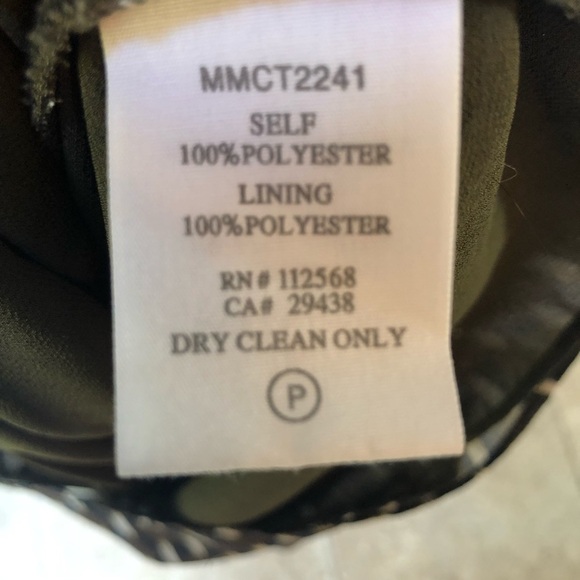 MMCT2241
SELF
100%POLYESTER
LINING
100%POLYESTER
RN# 112568
CA# 29438
DRY CLEAN ONLY
P